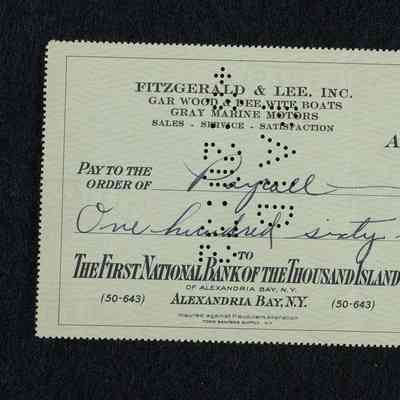 FITZGERALD & LEE, INC.
GAR WOOD & DEE WITE BOATS
GRAY MARINE MOTORS
SALES - SERVICE - SATISFACTION
A
PAY TO THE
ORDER OF Payroll
One hundred sixty
TO
THE FIRST NATIONAL BANK OF THE THOUSAND ISLAND
OF ALEXANDRIA BAY, N.Y.
(50-643) ALEXANDRIA BAY, N.Y. (50-643)
Insured against fraudulent alteration